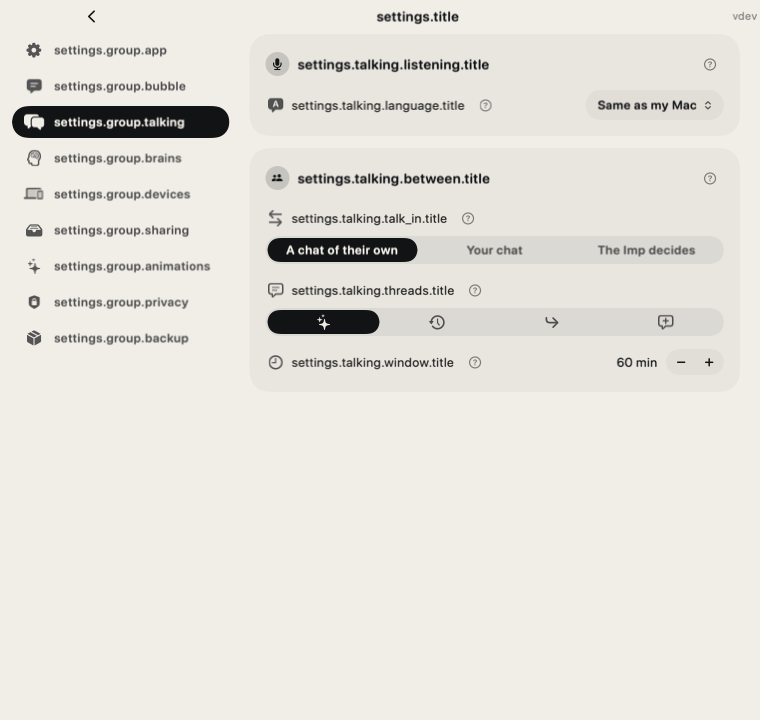 settings.title
vdev
settings.group.app
settings.group.bubble
settings.group.talking
settings.group.brains
settings.group.devices
settings.group.sharing
settings.group.animations
settings.group.privacy
settings.group.backup
settings.talking.listening.title
settings.talking.language.title
Same as my Mac
settings.talking.between.title
settings.talking.talk_in.title
A chat of their own Your chat The Imp decides
settings.talking.threads.title
settings.talking.window.title
60 min